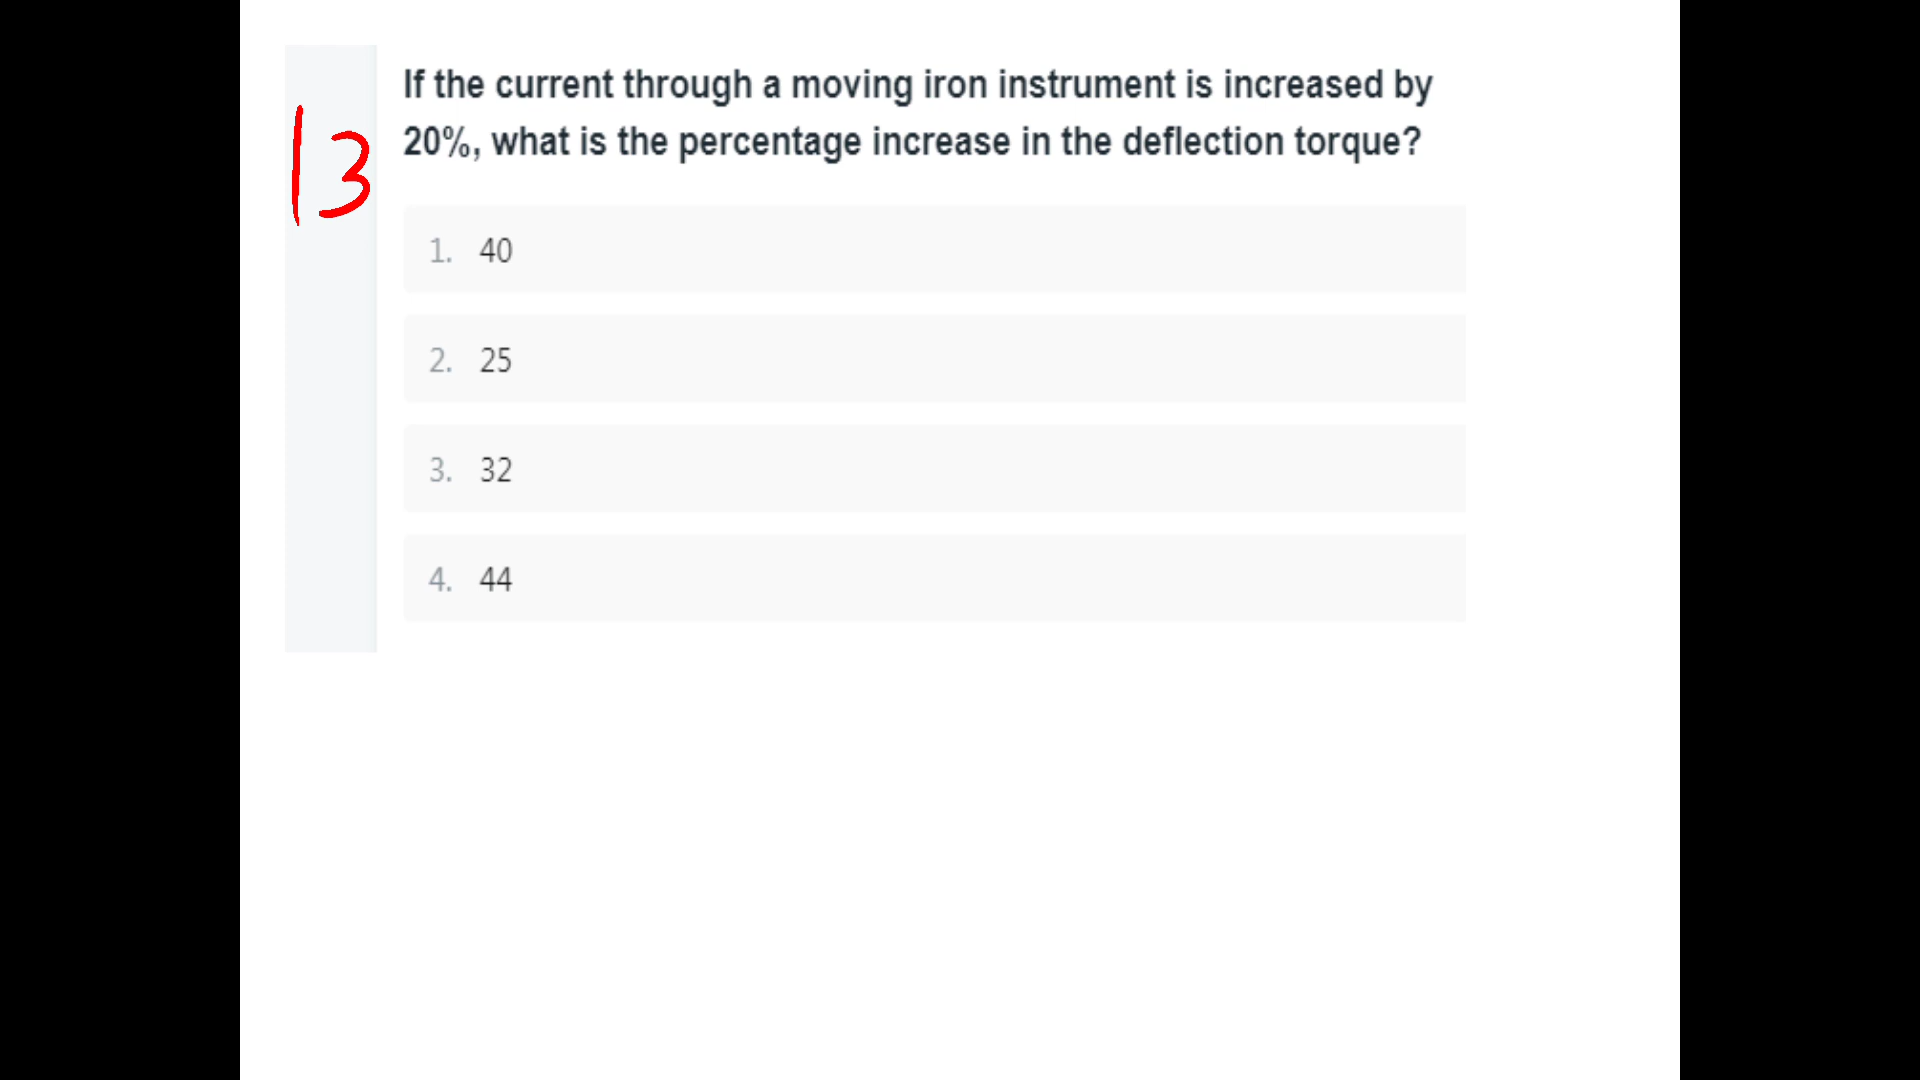 13
If the current through a moving iron instrument is increased by
20%, what is the percentage increase in the deflection torque?
1. 40
2. 25
3. 32
4. 44